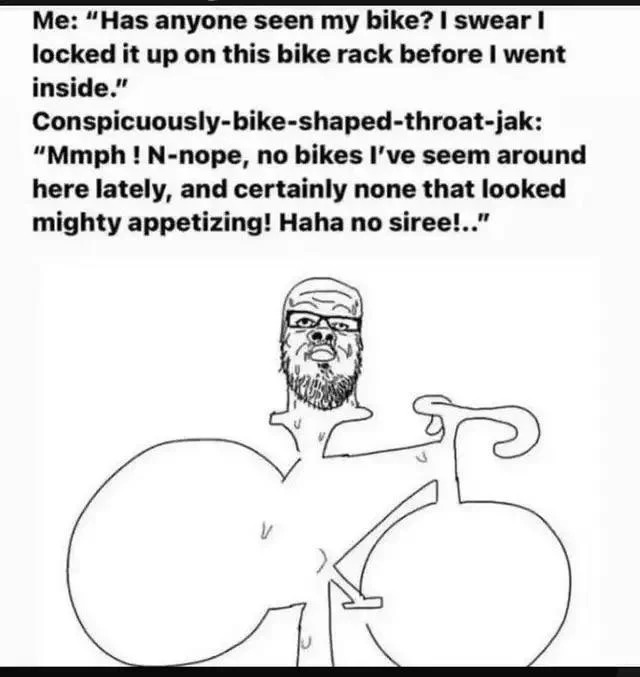 Me: “Has anyone seen my bike? I swear I
locked it up on this bike rack before I went
inside.”
Conspicuously-bike-shaped-throat-jak:
“Mmph ! N-nope, no bikes I’ve seem around
here lately, and certainly none that looked
mighty appetizing! Haha no siree!..”